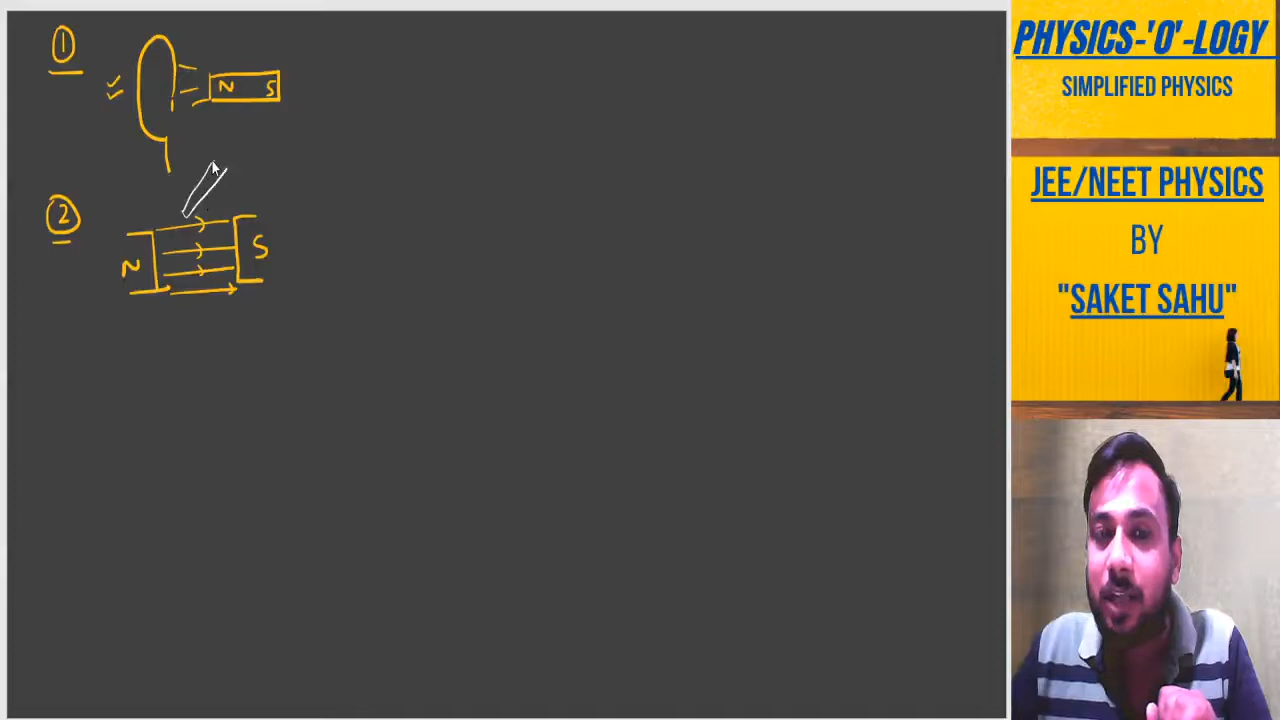 1
N S
2
N S
PHYSICS-'O'-LOGY
SIMPLIFIED PHYSICS
JEE/NEET PHYSICS
BY
"SAKET SAHU"